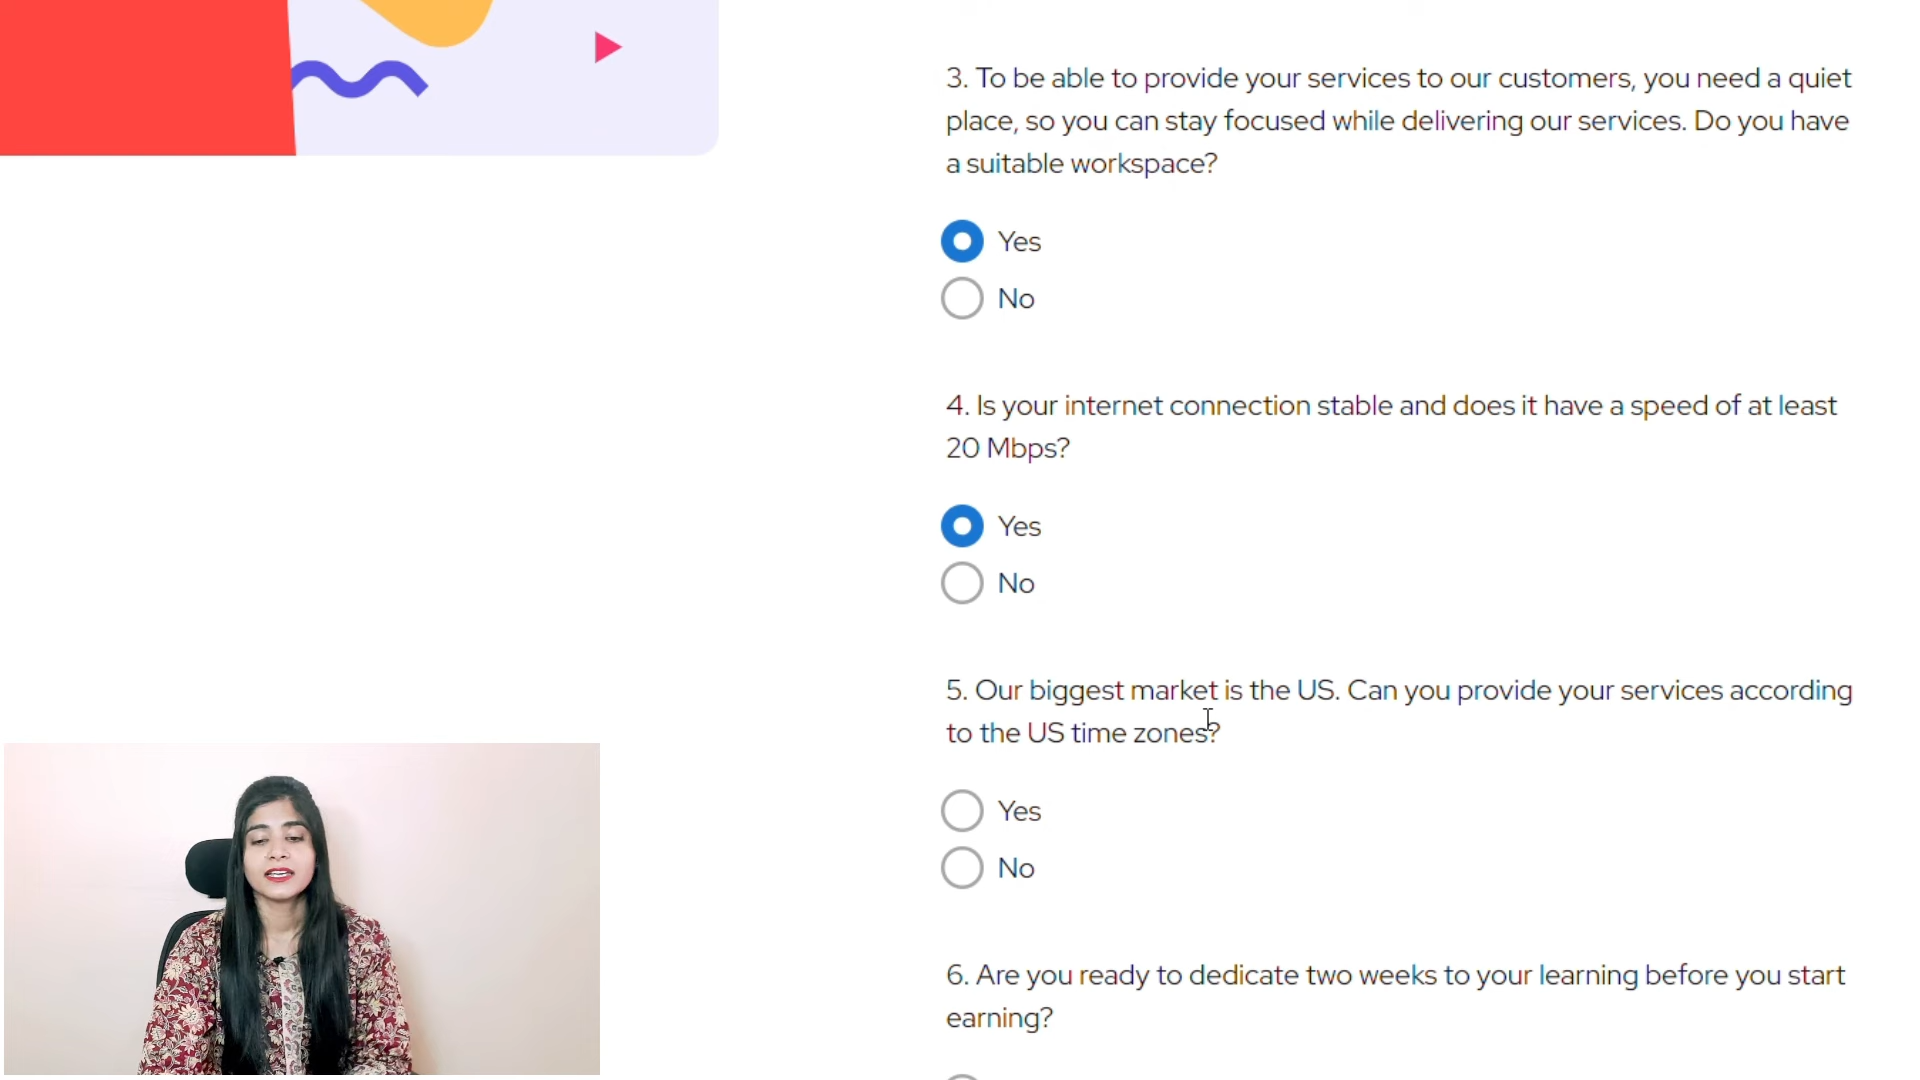 3. To be able to provide your services to our customers, you need a quiet
place, so you can stay focused while delivering our services. Do you have
a suitable workspace?
Yes
No
4. Is your internet connection stable and does it have a speed of at least
20 Mbps?
Yes
No
5. Our biggest market is the US. Can you provide your services according
to the US time zones?
Yes
No
6. Are you ready to dedicate two weeks to your learning before you start
earning?